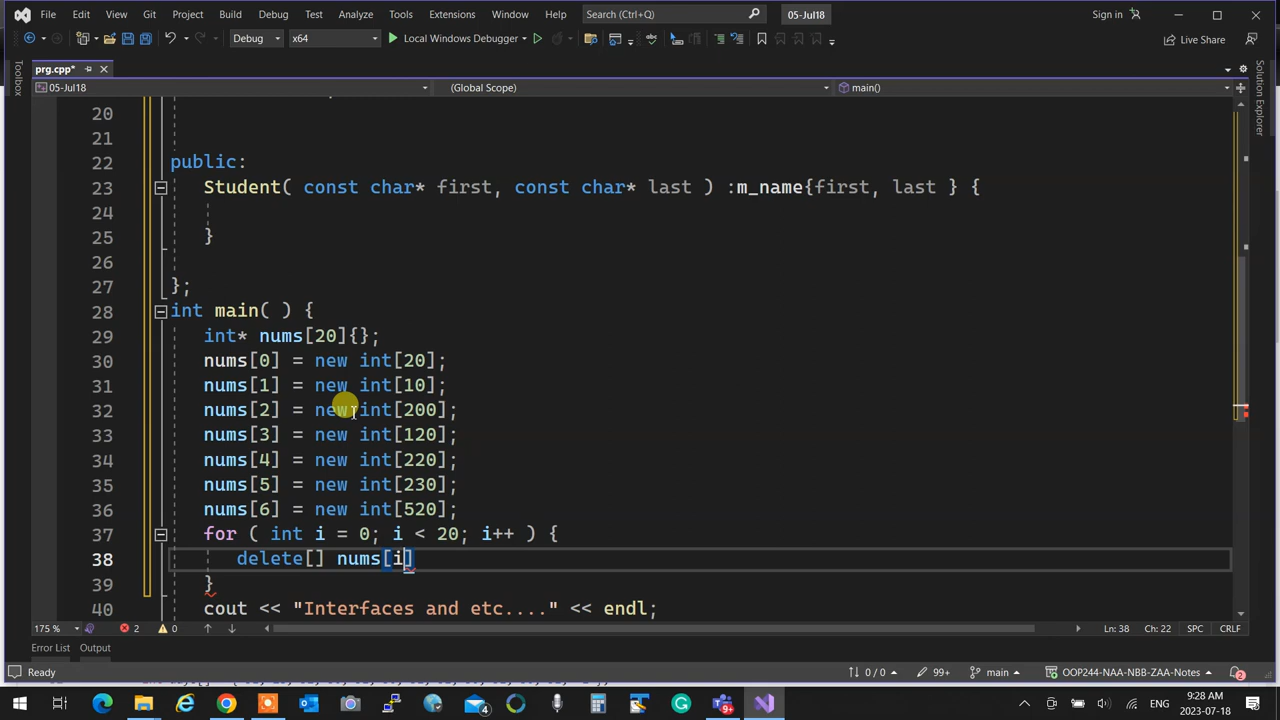 File Edit View Git Project Build Debug Test Analyze Tools Extensions Window Help Search (Ctrl+Q) 05-Jul18 Sign in
Debug x64 Local Windows Debugger Live Share
prg.cpp*
05-Jul18 (Global Scope) main()
Toolbox
Solution Explorer
20
21
22 public:
23 Student( const char* first, const char* last ) :m_name{first, last } {
24
25 }
26
27 };
28 int main( ) {
29 int* nums[20]{};
30 nums[0] = new int[20];
31 nums[1] = new int[10];
32 nums[2] = new int[200];
33 nums[3] = new int[120];
34 nums[4] = new int[220];
35 nums[5] = new int[230];
36 nums[6] = new int[520];
37 for ( int i = 0; i < 20; i++ ) {
38 delete[] nums[i]
39 }
40 cout << "Interfaces and etc...." << endl;
175 % 2 0 Ln: 38 Ch: 22 SPC CRLF
Error List Output
Ready 0 / 0 99+ main OOP244-NAA-NBB-ZAA-Notes 2
4 9+ ENG 9:28 AM
2023-07-18